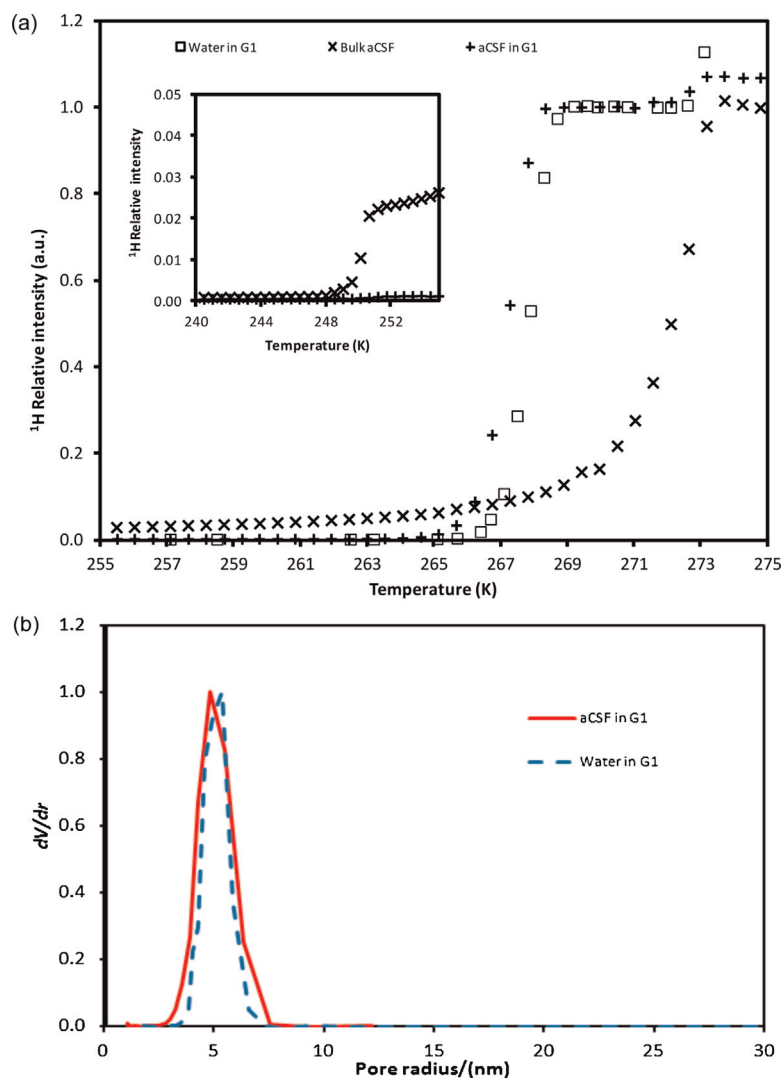 (a)
1.2
1.0
0.8
0.6
0.4
0.2
0.0
¹H Relative intensity (a.u.)
Water in G1
Bulk aCSF
aCSF in G1
0.05
0.04
0.03
0.02
0.01
0.00
¹H Relative intensity
240 244 248 252
Temperature (K)
255 257 259 261 263 265 267 269 271 273 275
Temperature (K)
(b)
1.2
1.0
0.8
0.6
0.4
0.2
0.0
dV/dr
aCSF in G1
Water in G1
0 5 10 15 20 25 30
Pore radius/(nm)